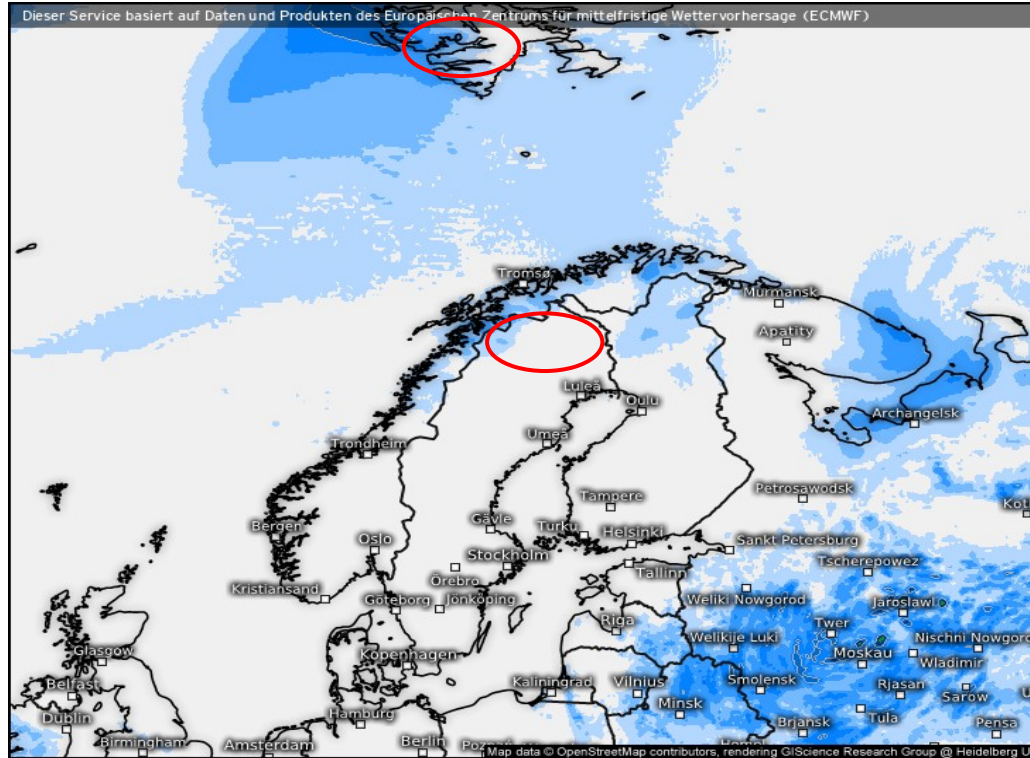 Dieser Service basiert auf Daten und Produkten des Europäischen Zentrums für mittelfristige Wettervorhersage (ECMWF)
Tromsø
Murmansk
Apatity
Luleå
Oulu
Archangelsk
Umeå
Trondheim
Petrosawodsk
Tampere
Kot
Gävle
Turku
Helsinki
Bergen
Oslo
Sankt Petersburg
Stockholm
Tscherepowez
Tallinn
Örebro
Kristiansand
Göteborg
Jönköping
Weliki Nowgorod
Jaroslawl
Riga
Twer
Welikije Luki
Nischni Nowgoro
Glasgow
Kopenhagen
Moskau
Wladimir
Belfast
Kaliningrad
Vilnius
Smolensk
Rjasan
Sarow
U
Dublin
Hamburg
Minsk
Brjansk
Tula
Pensa
Birmingham
Amsterdam
Berlin
Map data © OpenStreetMap contributors, rendering GIScience Research Group @ Heidelberg U